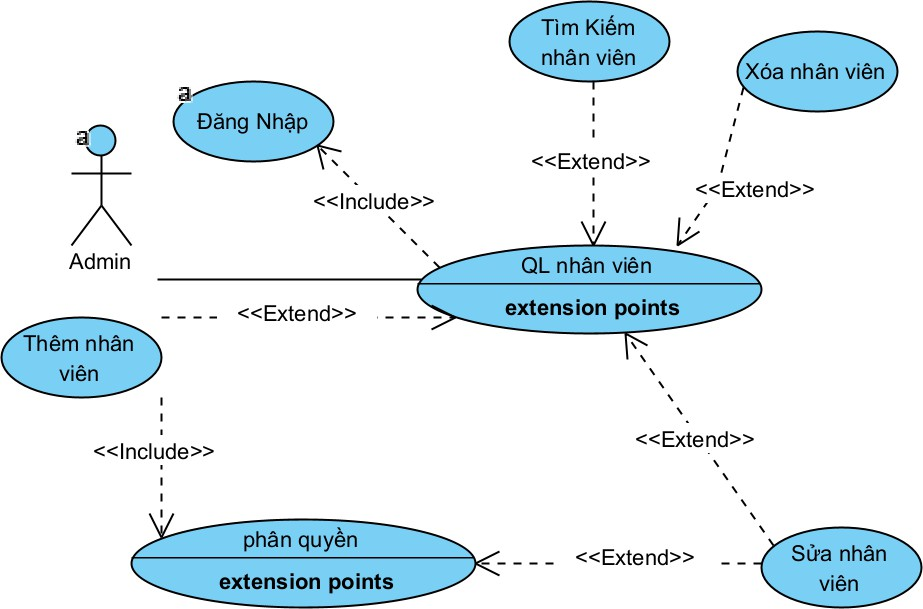 Tìm Kiếm
nhân viên
Xóa nhân viên
a
Đăng Nhập
a
<<Extend>>
<<Extend>>
<<Include>>
Admin
QL nhân viên
extension points
<<Extend>>
Thêm nhân
viên
<<Include>>
<<Extend>>
phân quyền
extension points
<<Extend>>
Sửa nhân
viên